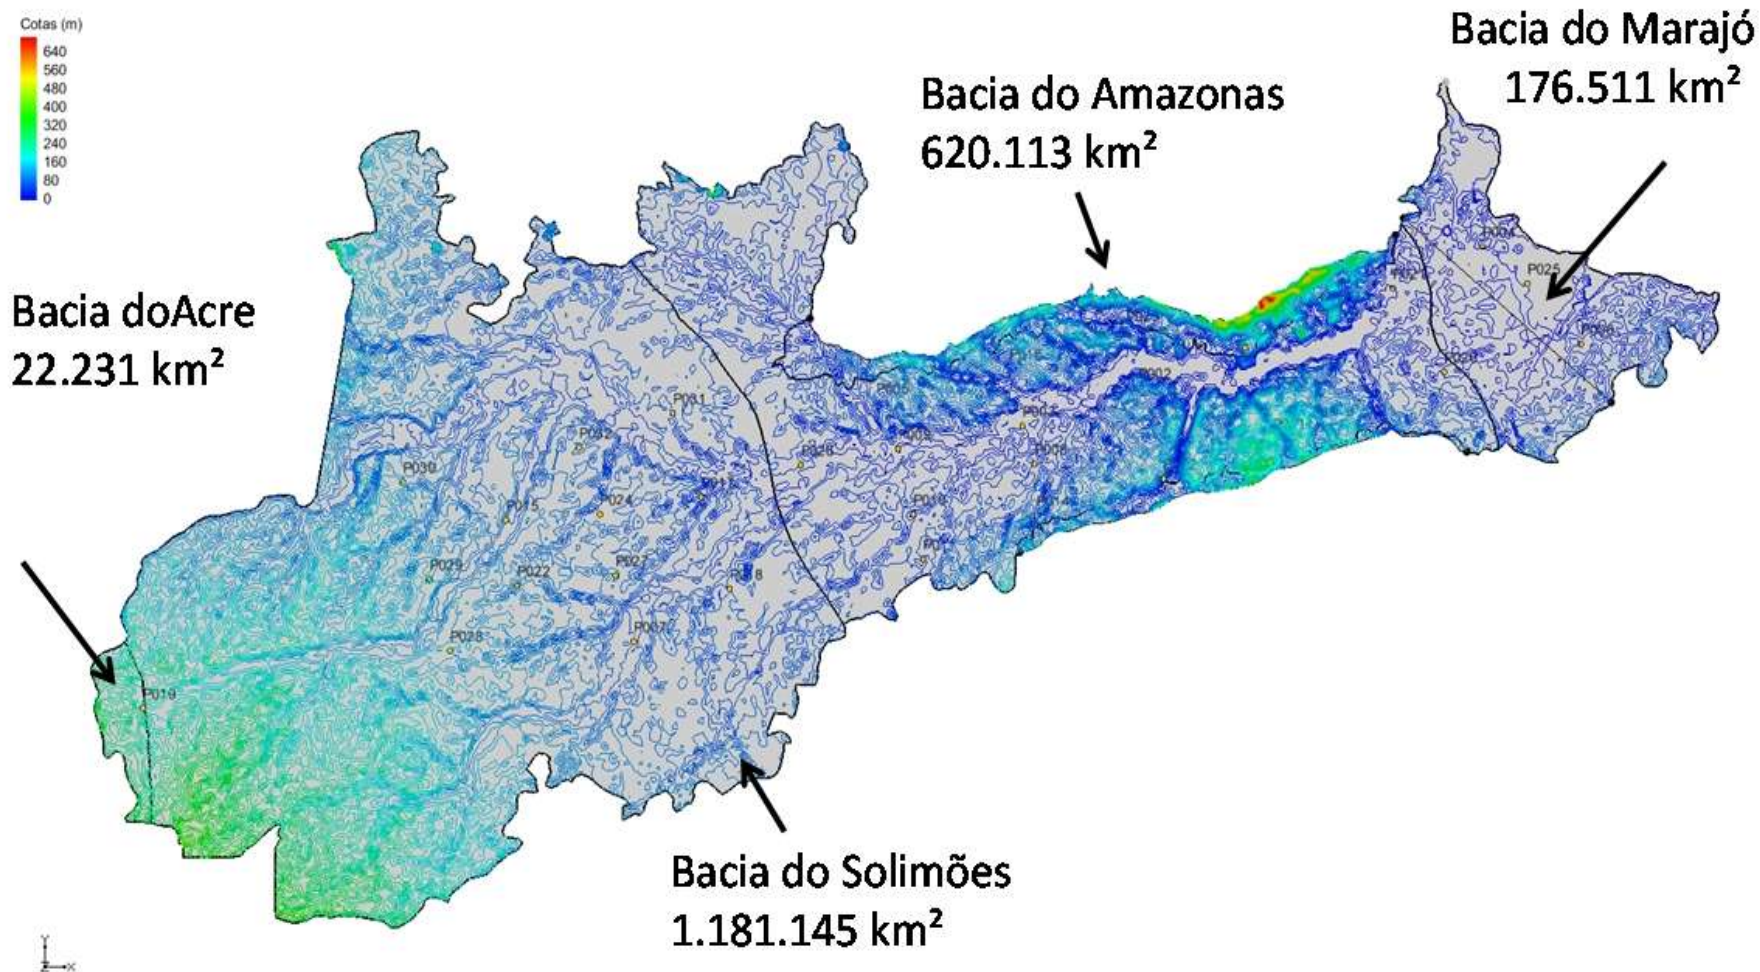 Cotas (m)
640
560
480
400
320
240
160
80
0
Bacia do Marajó
176.511 km²
Bacia do Amazonas
620.113 km²
Bacia doAcre
22.231 km²
P025
P002
P031
P032
P030
P015
P024
P029
P022
P027
P023
P007
P019
P010
Bacia do Solimões
1.181.145 km²
Y
Z
X